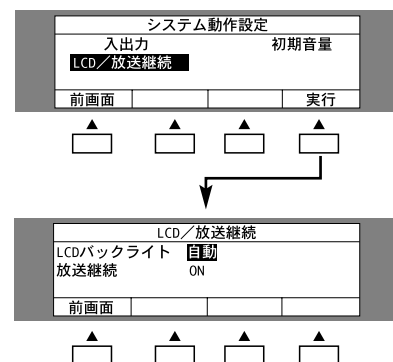 システム動作設定
入出力 初期音量
LCD／放送継続
前画面 実行
LCD／放送継続
LCDバックライト 自動
放送継続 ON
前画面